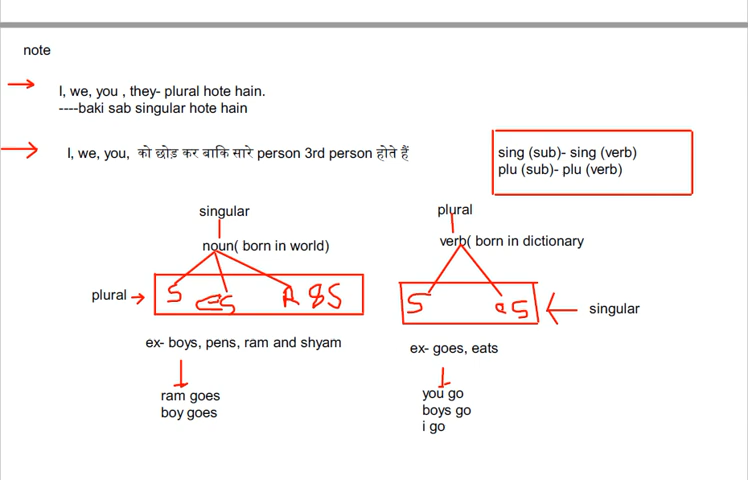 note
I, we, you , they- plural hote hain.
----baki sab singular hote hain
I, we, you, को छोड़ कर बाकि सारे person 3rd person होते हैं
sing (sub)- sing (verb)
plu (sub)- plu (verb)
singular
noun( born in world)
plural
S es A & S
ex- boys, pens, ram and shyam
ram goes
boy goes
plural
verb( born in dictionary
S es
singular
ex- goes, eats
you go
boys go
i go